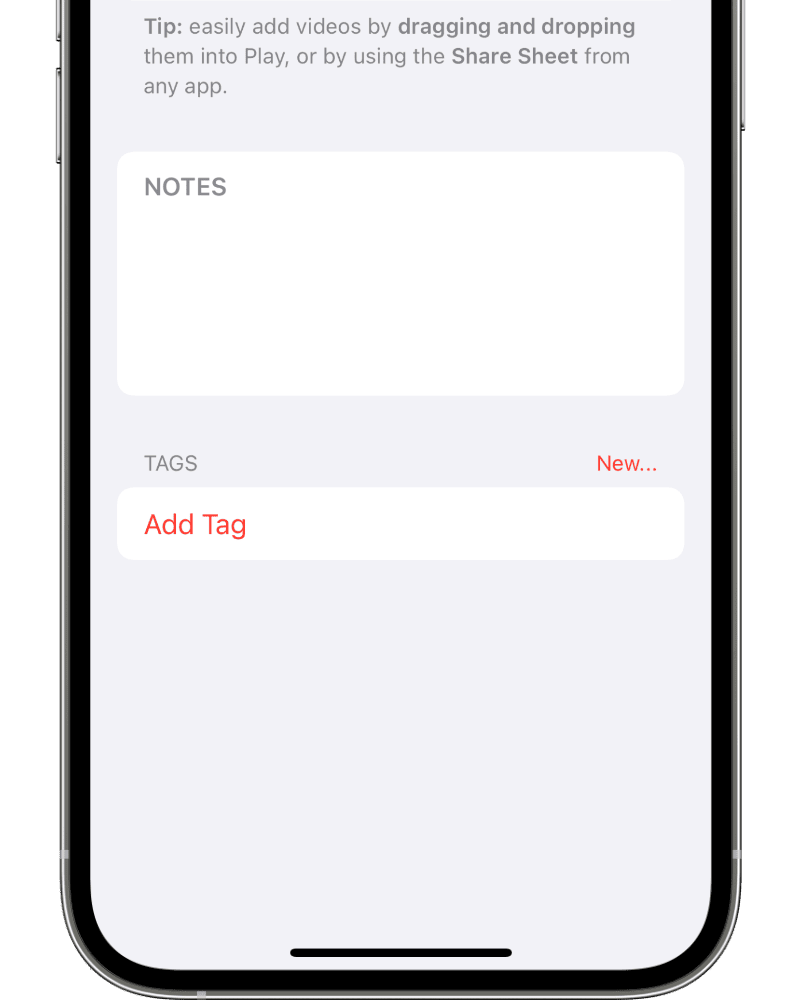 Tip: easily add videos by dragging and dropping
them into Play, or by using the Share Sheet from
any app.
NOTES
TAGS
New...
Add Tag